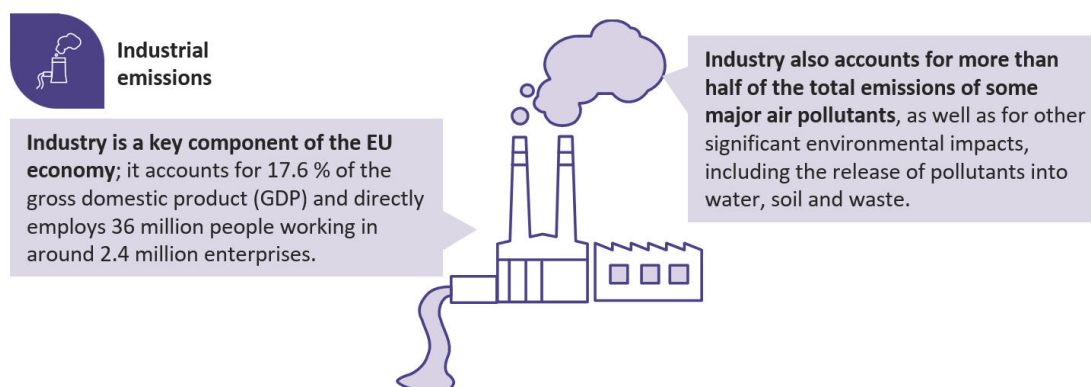 Industrial
emissions
Industry is a key component of the EU
economy; it accounts for 17.6 % of the
gross domestic product (GDP) and directly
employs 36 million people working in
around 2.4 million enterprises.
Industry also accounts for more than
half of the total emissions of some
major air pollutants, as well as for other
significant environmental impacts,
including the release of pollutants into
water, soil and waste.